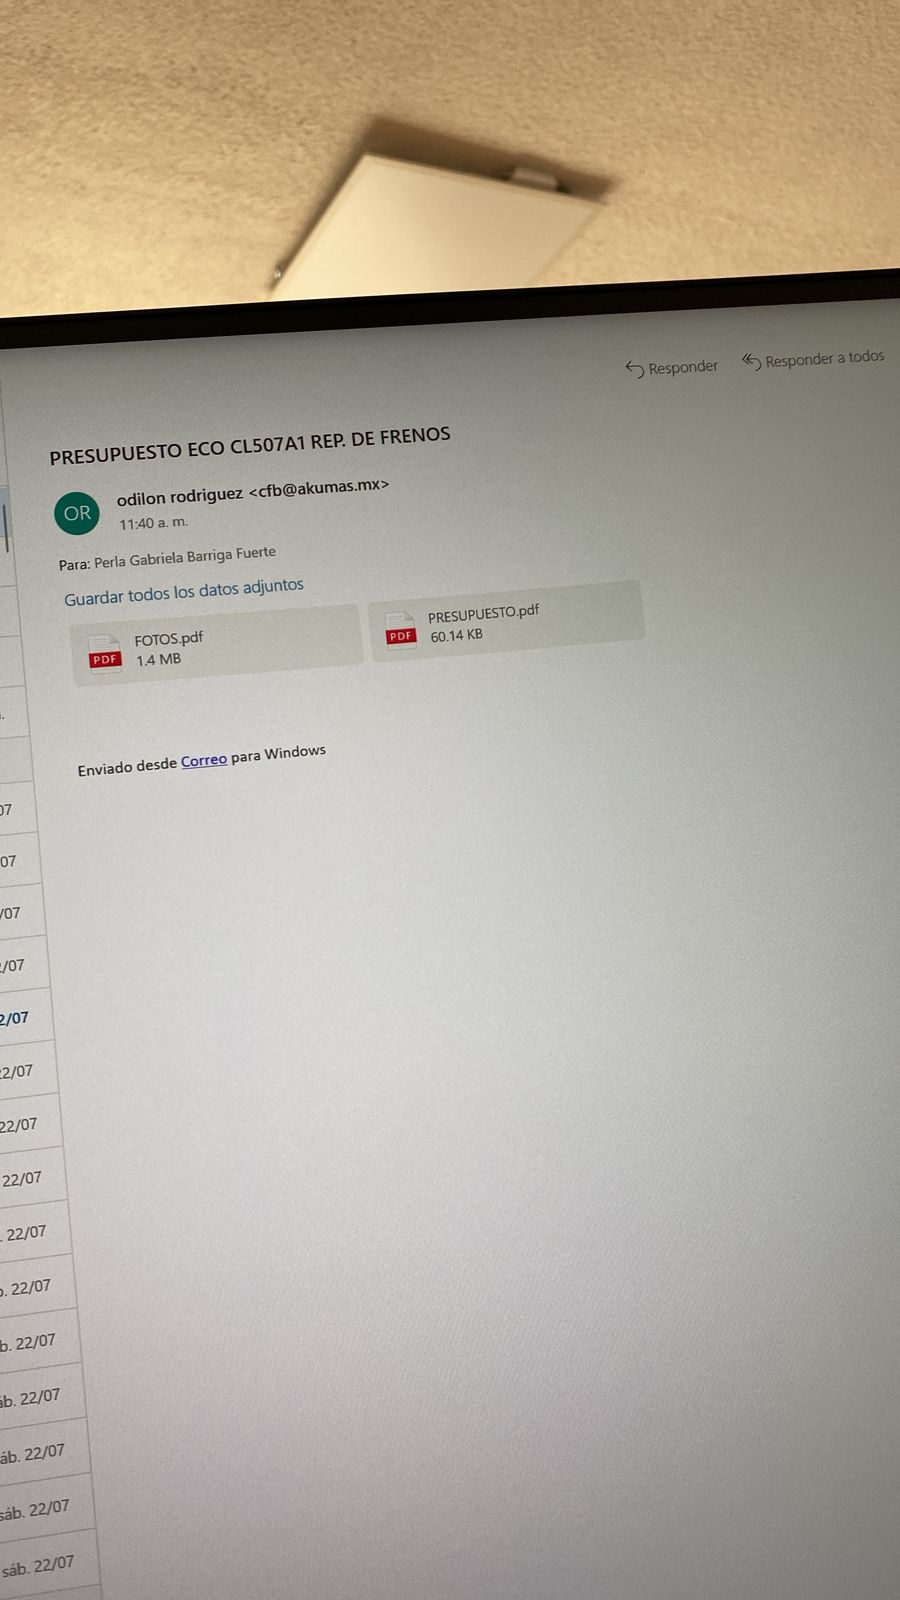 Responder
Responder a todos
PRESUPUESTO ECO CL507A1 REP. DE FRENOS
OR
odilon rodriguez <cfb@akumas.mx>
11:40 a. m.
Para: Perla Gabriela Barriga Fuerte
Guardar todos los datos adjuntos
PDF
FOTOS.pdf
1.4 MB
PDF
PRESUPUESTO.pdf
60.14 KB
Enviado desde Correo para Windows
07
07
/07
/07
2/07
22/07
22/07
22/07
. 22/07
. 22/07
b. 22/07
áb. 22/07
áb. 22/07
sáb. 22/07
sáb. 22/07